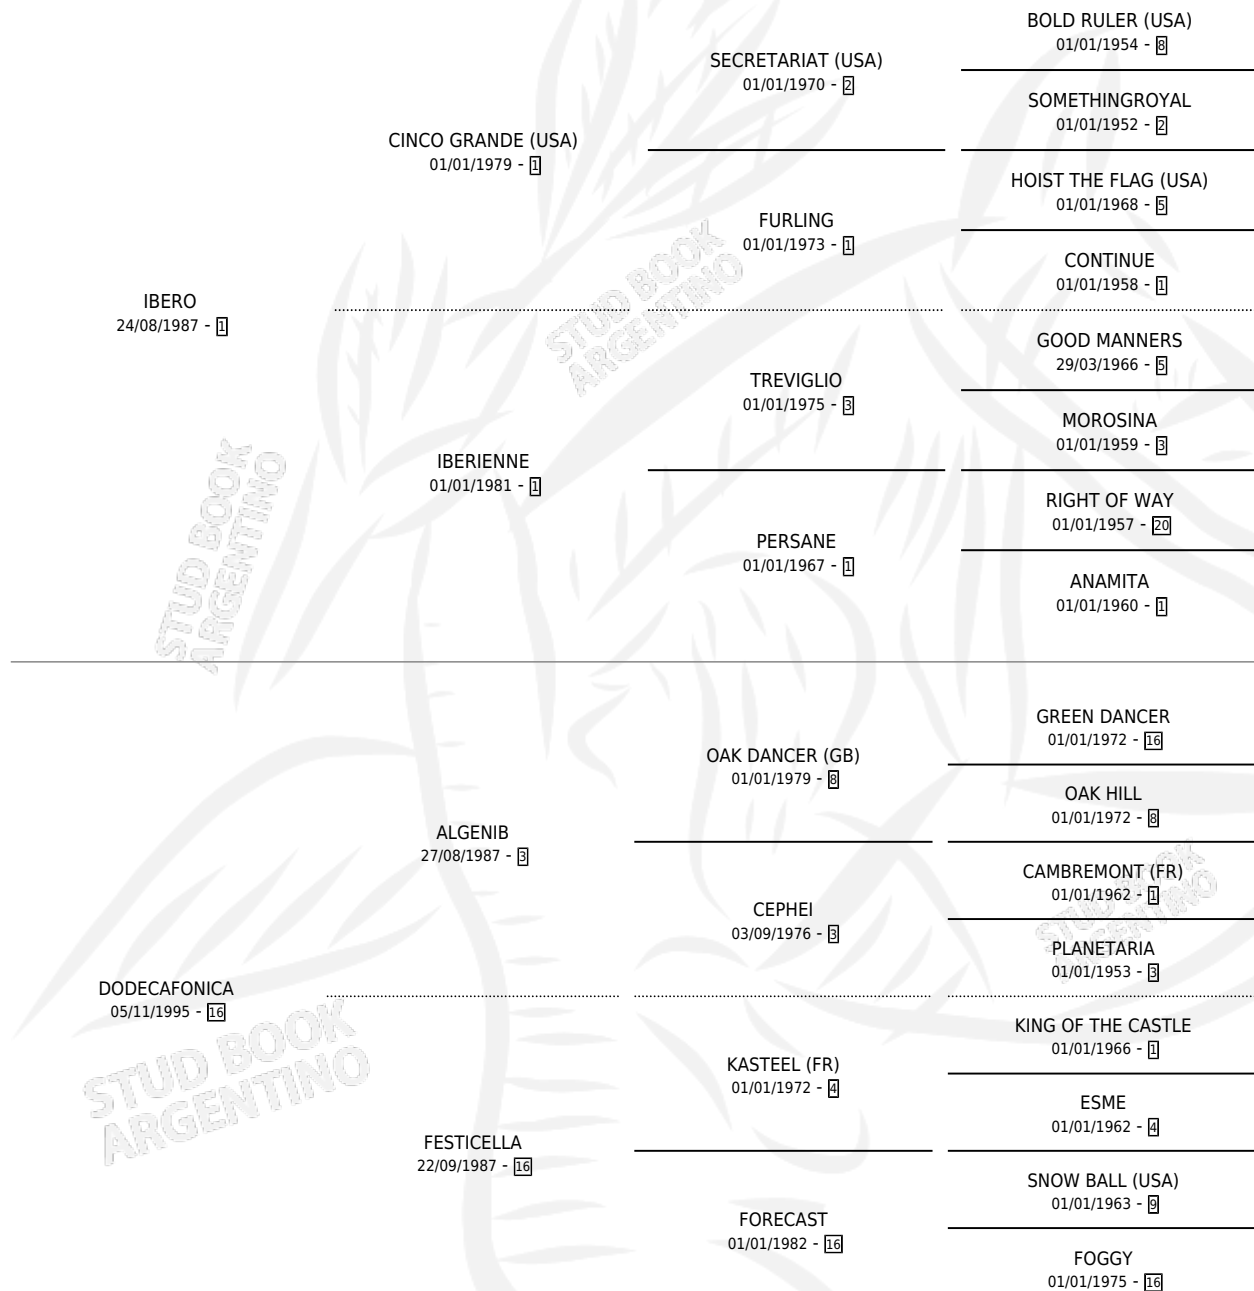 BOLD RULER (USA)
01/01/1954 - 8
SECRETARIAT (USA)
01/01/1970 - 2
SOMETHINGROYAL
01/01/1952 - 2
CINCO GRANDE (USA)
01/01/1979 - 1
HOIST THE FLAG (USA)
01/01/1968 - 5
FURLING
01/01/1973 - 1
CONTINUE
01/01/1958 - 1
IBERO
24/08/1987 - 1
STUD BOOK
ARGENTINO
GOOD MANNERS
29/03/1966 - 5
TREVIGLIO
01/01/1975 - 3
MOROSINA
01/01/1959 - 3
IBERIENNE
01/01/1981 - 1
RIGHT OF WAY
01/01/1957 - 20
PERSANE
01/01/1967 - 1
ANAMITA
01/01/1960 - 1
STUD BOOK
ARGENTINO
GREEN DANCER
01/01/1972 - 16
OAK DANCER (GB)
01/01/1979 - 8
OAK HILL
01/01/1972 - 8
ALGENIB
27/08/1987 - 3
CAMBREMONT (FR)
01/01/1962 - 1
STUD BOOK
ARGENTINO
CEPHEI
03/09/1976 - 3
PLANETARIA
01/01/1953 - 3
DODECAFONICA
05/11/1995 - 16
STUD BOOK
ARGENTINO
KING OF THE CASTLE
01/01/1966 - 1
KASTEEL (FR)
01/01/1972 - 4
ESME
01/01/1962 - 4
FESTICELLA
22/09/1987 - 16
SNOW BALL (USA)
01/01/1963 - 9
FORECAST
01/01/1982 - 16
FOGGY
01/01/1975 - 16